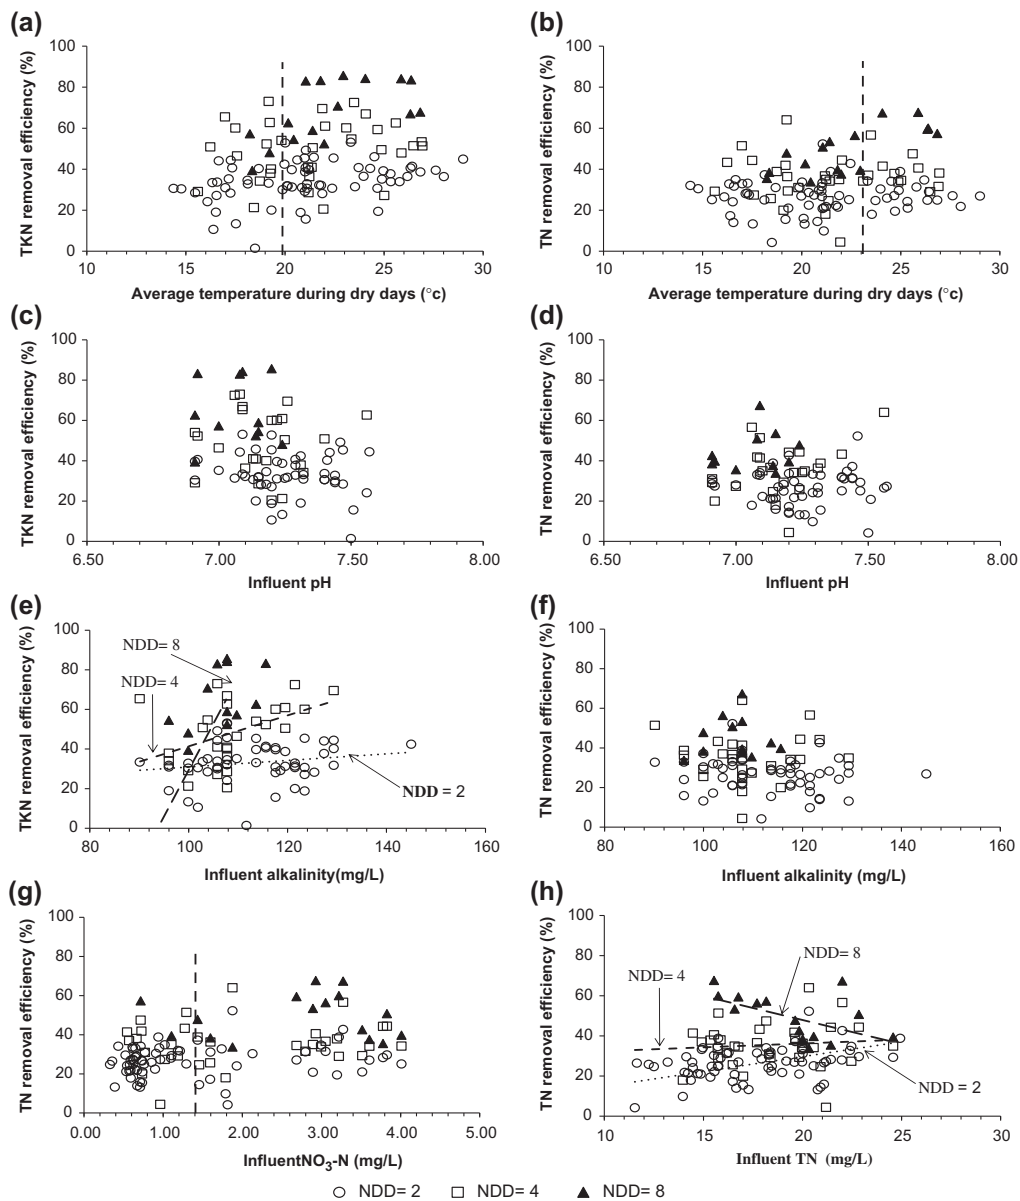 (a)
TKN removal efficiency (%)
100
80
60
40
20
0
10
15
20
25
30
Average temperature during dry days (°c)
(b)
TN removal efficiency (%)
100
80
60
40
20
0
10
15
20
25
30
Average temperature during dry days (°c)
(c)
TKN removal efficiency (%)
100
80
60
40
20
0
6.50
7.00
7.50
8.00
Influent pH
(d)
TN removal efficiency (%)
100
80
60
40
20
0
6.50
7.00
7.50
8.00
Influent pH
(e)
TKN removal efficiency (%)
100
80
60
40
20
0
80
100
120
140
160
NDD= 8
NDD= 4
NDD = 2
Influent alkalinity(mg/L)
(f)
TN removal efficiency (%)
100
80
60
40
20
0
80
100
120
140
160
Influent alkalinity (mg/L)
(g)
TN removal efficiency (%)
100
80
60
40
20
0
0.00
1.00
2.00
3.00
4.00
5.00
InfluentNO₃-N (mg/L)
(h)
TN removal efficiency (%)
100
80
60
40
20
0
10
15
20
25
30
NDD= 8
NDD= 4
NDD = 2
Influent TN (mg/L)
NDD= 2
NDD= 4
NDD= 8